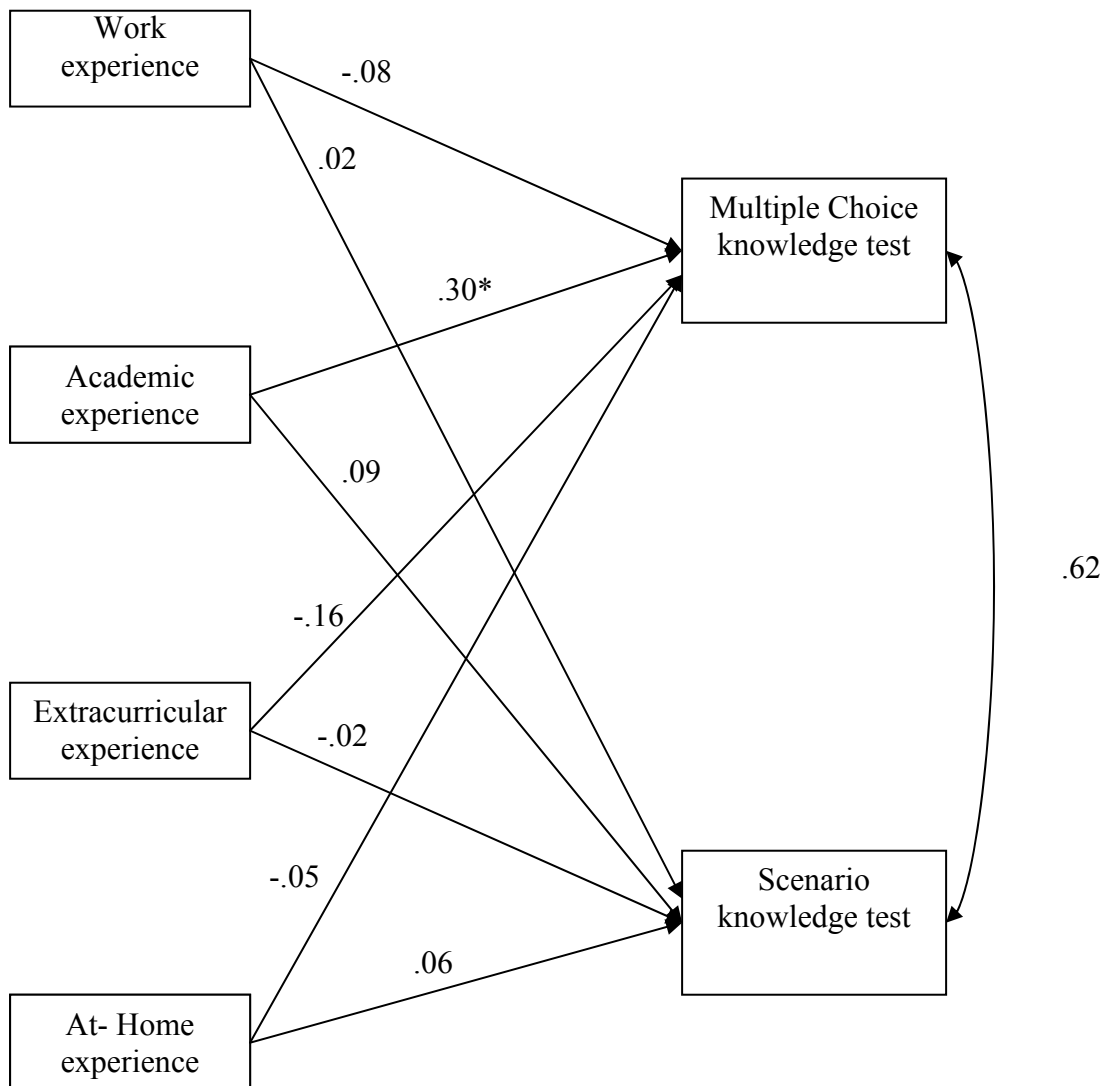 Work
experience
-.08
.02
Multiple Choice
knowledge test
.30*
Academic
experience
.09
.62
-.16
Extracurricular
experience
-.02
-.05
Scenario
knowledge test
.06
At- Home
experience